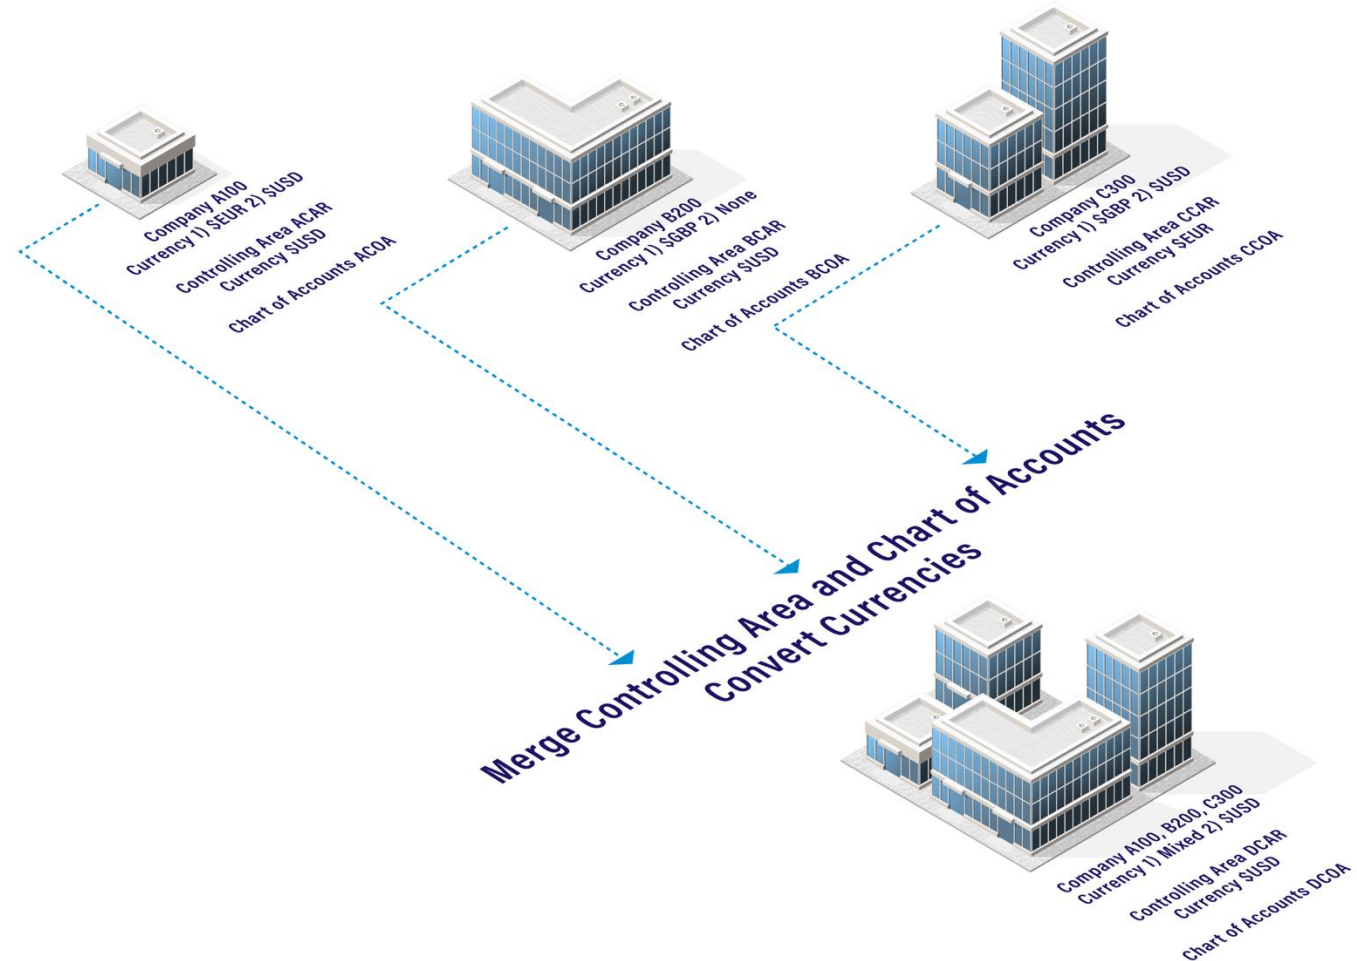 Company A100
Currency 1) $EUR 2) $USD
Controlling Area ACAR
Currency $USD
Chart of Accounts ACOA
Company B200
Currency 1) $GBP 2) None
Controlling Area BCAR
Currency $USD
Chart of Accounts BCOA
Company C300
Currency 1) $GBP 2) $USD
Controlling Area CCAR
Currency $EUR
Chart of Accounts CCOA
Merge Controlling Area and Chart of Accounts
Convert Currencies
Company A100, B200, C300
Currency 1) Mixed 2) $USD
Controlling Area DCAR
Currency $USD
Chart of Accounts DCOA